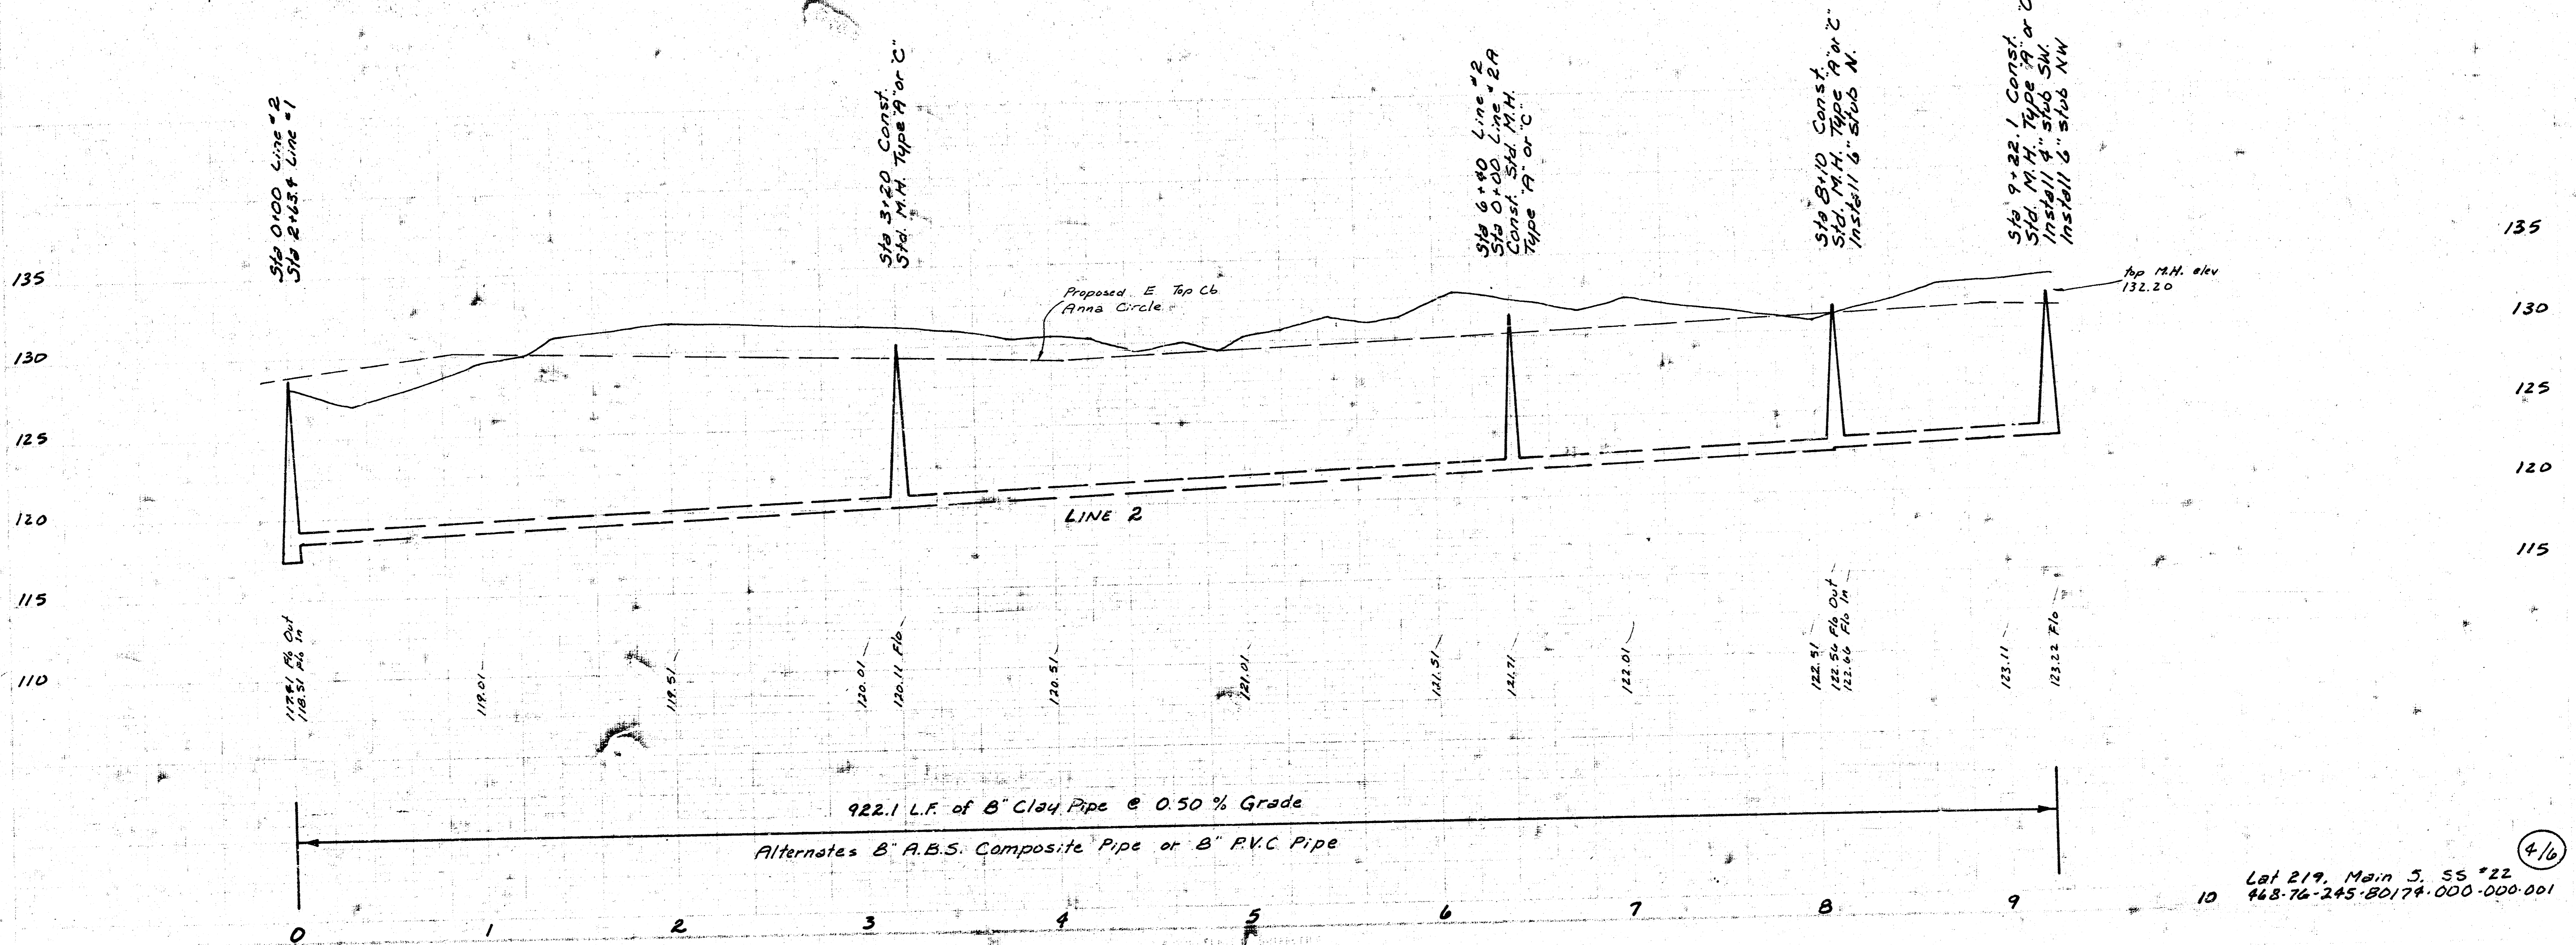 Sta 0+00 Line #2
Sta 2+63.4 Line #1
Sta 3+20 Const.
Std. M.H. Type "A" or "C"
Sta 6+40 Line #2
Sta 0+00 Line #2A
Const. Std. M.H.
Type "A" or "C"
Sta 8+10 Const.
Std. M.H. Type "A" or "C"
Install 6" stub N.
Sta 9+22.1 Const.
Std. M.H. Type "A" or "C"
Install 4" stub SW.
Install 6" stub NW
135
130
125
120
115
110
135
130
125
120
115
top M.H. elev
132.20
Proposed E Top Cb
Anna Circle
LINE 2
117.41 Flo Out
118.51 Flo In
119.01
119.51
120.01
120.11 Flo
120.51
121.01
121.51
121.71
122.01
122.51
122.56 Flo Out
122.66 Flo In
123.11
123.22 Flo
922.1 L.F. of 8" Clay Pipe @ 0.50 % Grade
Alternates 8" A.B.S. Composite Pipe or 8" P.V.C Pipe
0 1 2 3 4 5 6 7 8 9 10
4/6
Lat 219, Main 5, SS #22
468-76-245-80174-000-000-001